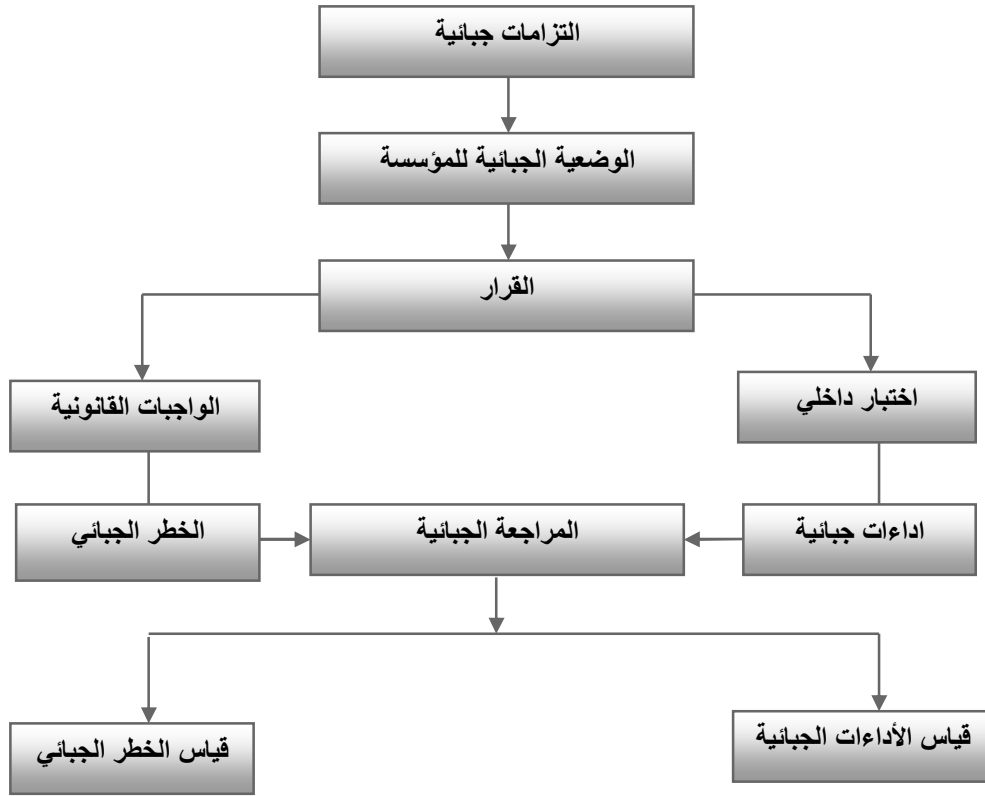 التزامات جبائية
الوضعية الجبائية للمؤسسة
القرار
اختبار داخلي
الواجبات القانونية
اداءات جبائية
المراجعة الجبائية
الخطر الجبائي
قياس الأداءات الجبائية
قياس الخطر الجبائي